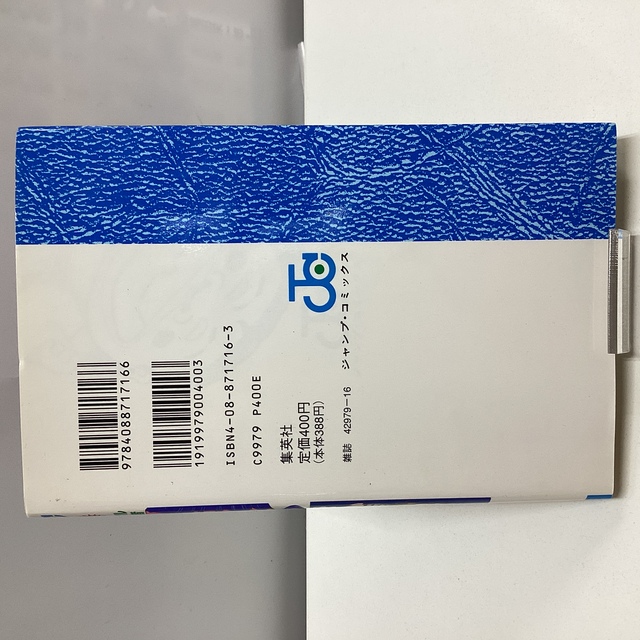 ジャンプ・コミックス
9784088717166
1919979004003
ISBN4-08-871716-3
C9979 P400E
集英社
定価400円
(本体388円)
雑誌 42979-16